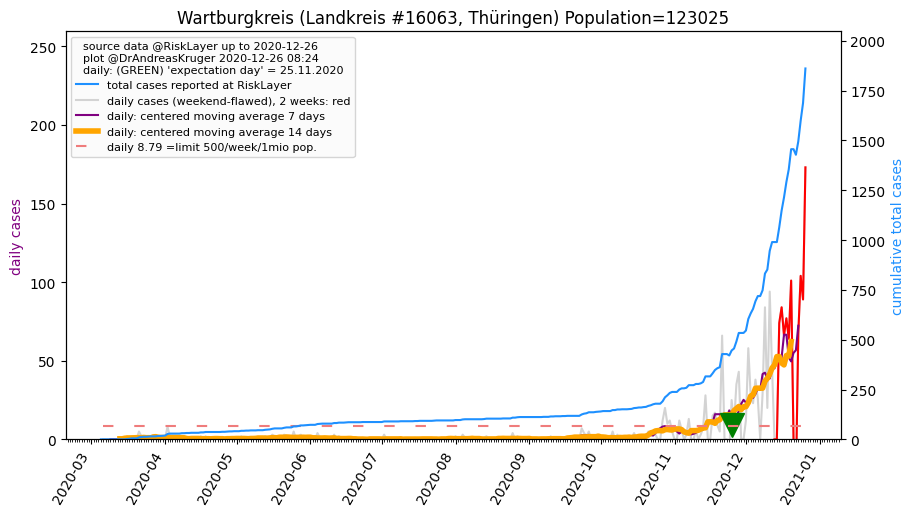 Wartburgkreis (Landkreis #16063, Thüringen) Population=123025
source data @RiskLayer up to 2020-12-26
plot @DrAndreasKruger 2020-12-26 08:24
daily: (GREEN) 'expectation day' = 25.11.2020
total cases reported at RiskLayer
daily cases (weekend-flawed), 2 weeks: red
daily: centered moving average 7 days
daily: centered moving average 14 days
daily 8.79 =limit 500/week/1mio pop.
daily cases
250
200
150
100
50
0
cumulative total cases
2000
1750
1500
1250
1000
750
500
250
0
2020-03
2020-04
2020-05
2020-06
2020-07
2020-08
2020-09
2020-10
2020-11
2020-12
2021-01